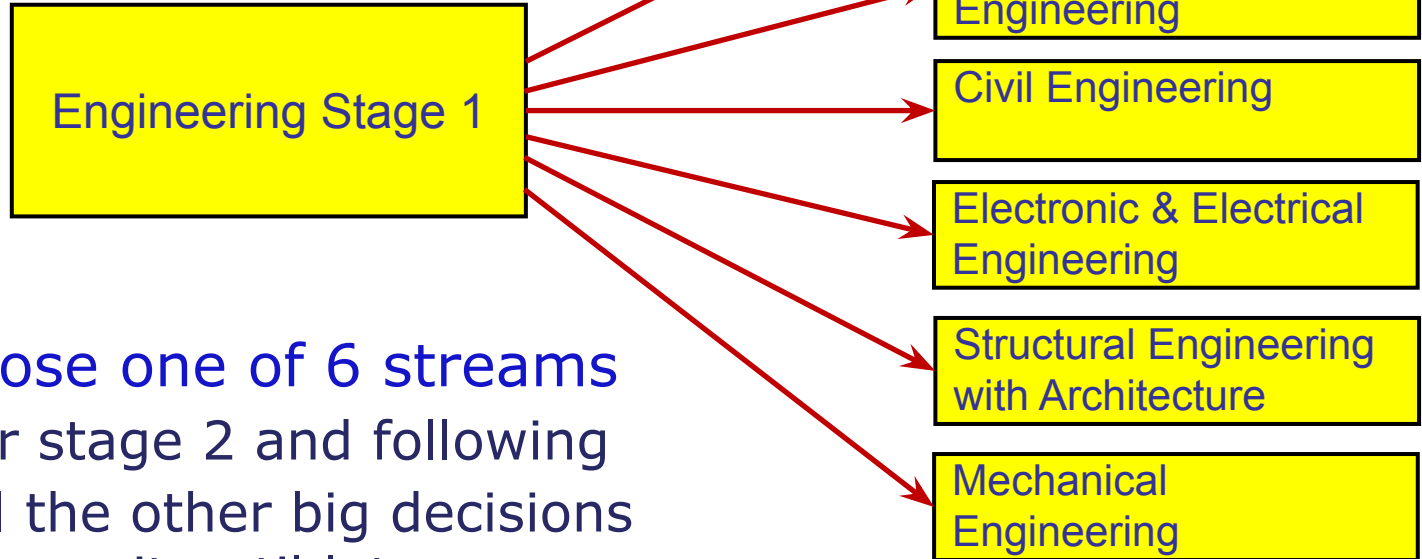 Engineering
Engineering Stage 1
Civil Engineering
Electronic & Electrical
Engineering
Structural Engineering
with Architecture
Mechanical
Engineering
ose one of 6 streams
r stage 2 and following
the other big decisions